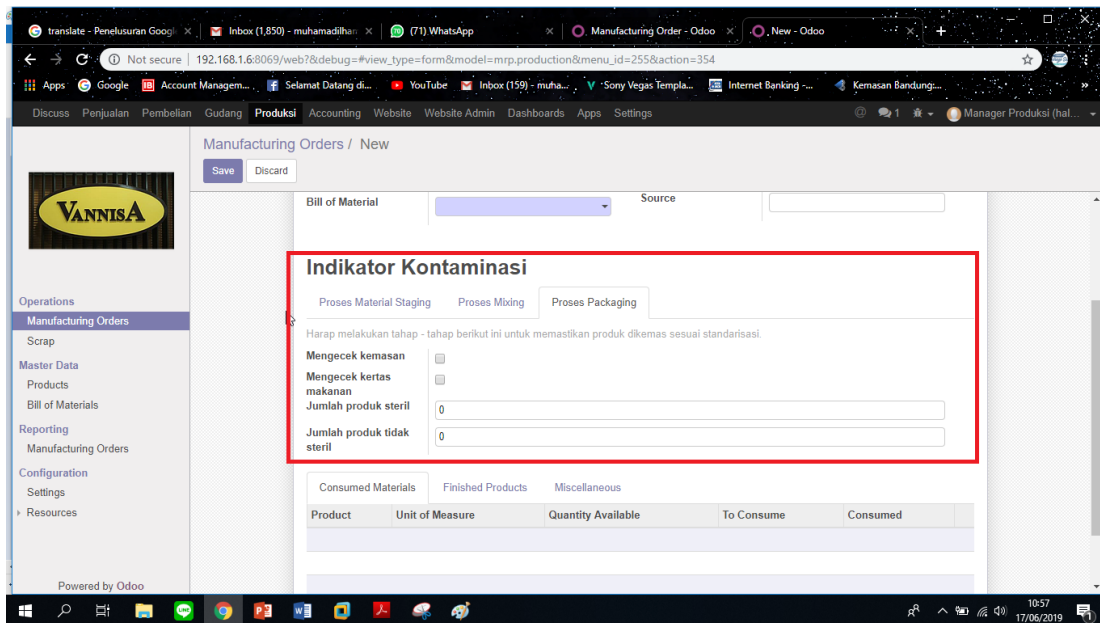 translate - Penelusuran Googl
Inbox (1,850) - muhamadilhan
(71) WhatsApp
Manufacturing Order - Odoo
New - Odoo
Not secure | 192.168.1.6:8069/web?&debug=#view_type=form&model=mrp.production&menu_id=255&action=354
Apps Google Account Managem... Selamat Datang di... YouTube Inbox (159) - muha... Sony Vegas Templa... Internet Banking -... Kemasan Bandung:... »
Discuss Penjualan Pembelian Gudang Produksi Accounting Website Website Admin Dashboards Apps Settings @ 1 Manager Produksi (hal...
Manufacturing Orders / New
Save Discard
VANNISA
Operations
Manufacturing Orders
Scrap
Master Data
Products
Bill of Materials
Reporting
Manufacturing Orders
Configuration
Settings
Resources
Powered by Odoo
Bill of Material
Source
Indikator Kontaminasi
Proses Material Staging Proses Mixing Proses Packaging
Harap melakukan tahap - tahap berikut ini untuk memastikan produk dikemas sesuai standarisasi.
Mengecek kemasan
Mengecek kertas
makanan
Jumlah produk steril 0
Jumlah produk tidak 0
steril
Consumed Materials Finished Products Miscellaneous
Product Unit of Measure Quantity Available To Consume Consumed
10:57
17/06/2019